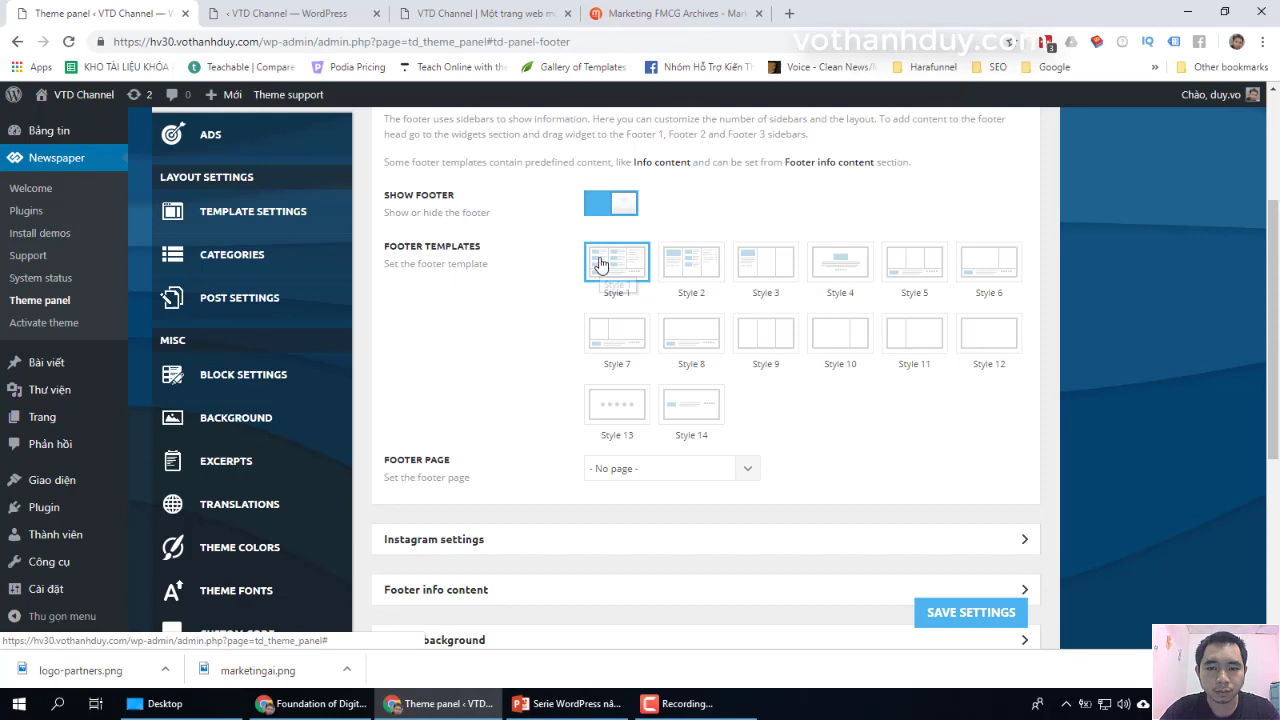 Theme panel ‹ VTD Channel — W
‹ VTD Channel — WordPress
VTD Channel | Một trang web m
Marketing FMCG Archives - Mark
https://hv30.vothanhduy.com/wp-admin/admin.php?page=td_theme_panel#td-panel-footer
vothanhduy.com
3
Apps
KHO TÀI LIỆU KHÓA
Teachable | Compare
Podia Pricing
Teach Online with the
Gallery of Templates
Nhóm Hỗ Trợ Kiến Th
Voice - Clean News/M
Harafunnel
SEO
Google
Other bookmarks
VTD Channel
2
0
Mới
Theme support
Chào, duy.vo
Bảng tin
Newspaper
Welcome
Plugins
Install demos
Support
System status
Theme panel
Activate theme
Bài viết
Thư viện
Trang
Phản hồi
Giao diện
Plugin
Thành viên
Công cụ
Cài đặt
Thu gọn menu
ADS
LAYOUT SETTINGS
TEMPLATE SETTINGS
CATEGORIES
POST SETTINGS
MISC
BLOCK SETTINGS
BACKGROUND
EXCERPTS
TRANSLATIONS
THEME COLORS
THEME FONTS
CUSTOM CODE
The footer uses sidebars to show information. Here you can customize the number of sidebars and the layout. To add content to the footer
head go to the widgets section and drag widget to the Footer 1, Footer 2 and Footer 3 sidebars.
Some footer templates contain predefined content, like Info content and can be set from Footer info content section.
SHOW FOOTER
Show or hide the footer
FOOTER TEMPLATES
Set the footer template
Style 1
Style 1
Style 2
Style 3
Style 4
Style 5
Style 6
Style 7
Style 8
Style 9
Style 10
Style 11
Style 12
Style 13
Style 14
FOOTER PAGE
Set the footer page
- No page -
Instagram settings
Footer info content
SAVE SETTINGS
background
https://hv30.vothanhduy.com/wp-admin/admin.php?page=td_theme_panel#
logo-partners.png
marketingai.png
Desktop
Foundation of Digit...
Theme panel ‹ VTD...
Serie WordPress nâ...
Recording...